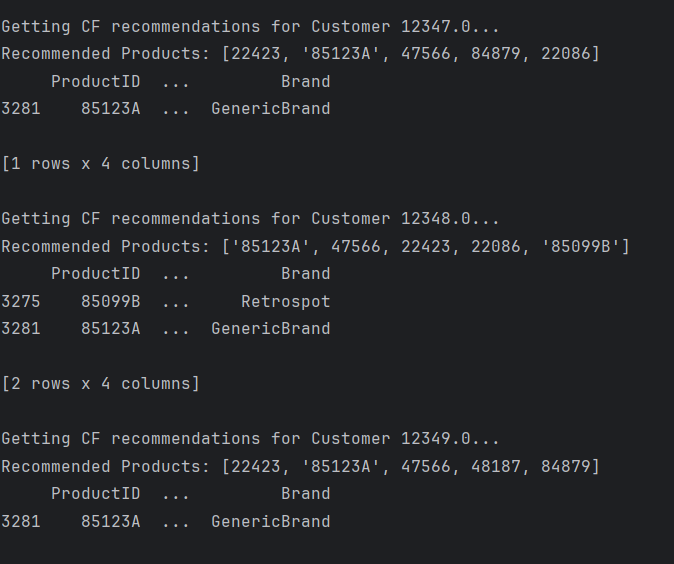 Getting CF recommendations for Customer 12347.0...
Recommended Products: [22423, '85123A', 47566, 84879, 22086]
     ProductID  ...         Brand
3281    85123A  ...  GenericBrand
[1 rows x 4 columns]
Getting CF recommendations for Customer 12348.0...
Recommended Products: ['85123A', 47566, 22423, 22086, '85099B']
     ProductID  ...         Brand
3275    85099B  ...     Retrospot
3281    85123A  ...  GenericBrand
[2 rows x 4 columns]
Getting CF recommendations for Customer 12349.0...
Recommended Products: [22423, '85123A', 47566, 48187, 84879]
     ProductID  ...         Brand
3281    85123A  ...  GenericBrand